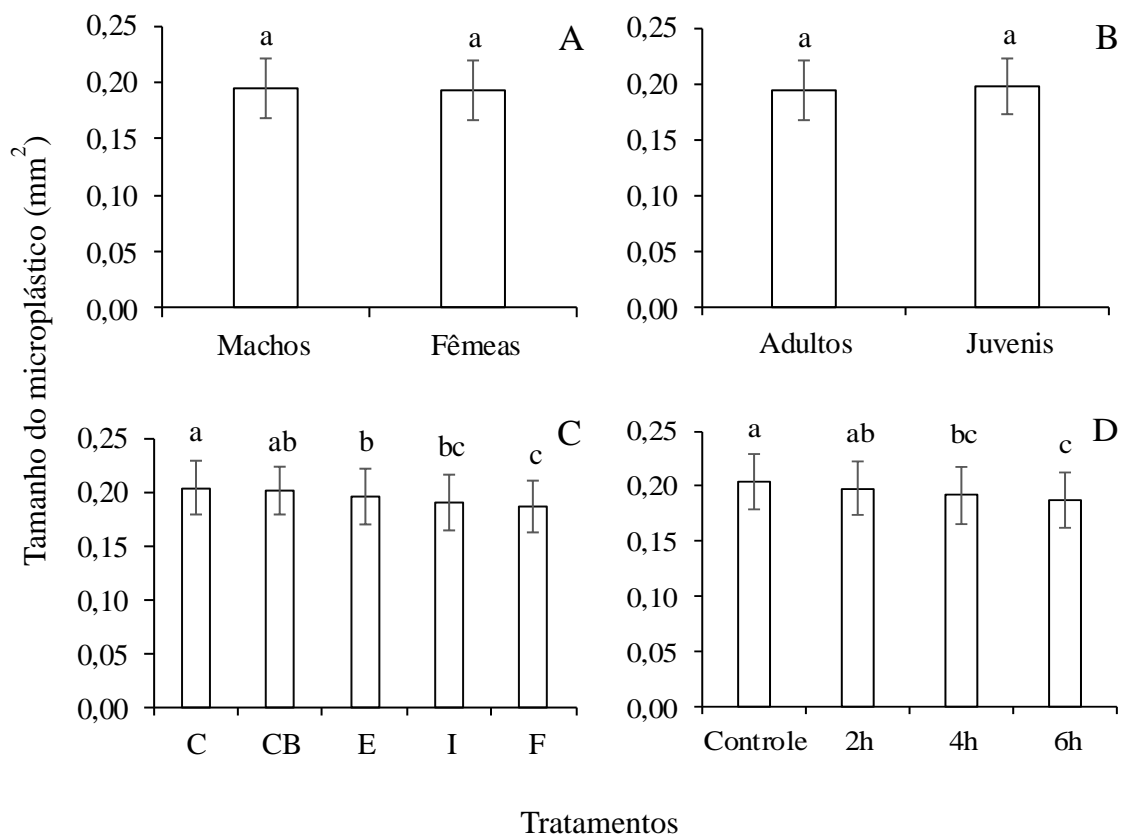 Tamanho do microplástico (mm²)
A
a a
0,25
0,20
0,15
0,10
0,05
0,00
Machos Fêmeas
B
a a
0,25
0,20
0,15
0,10
0,05
0,00
Adultos Juvenis
C
a ab b bc c
0,25
0,20
0,15
0,10
0,05
0,00
C CB E I F
D
a ab bc c
0,25
0,20
0,15
0,10
0,05
0,00
Controle 2h 4h 6h
Tratamentos